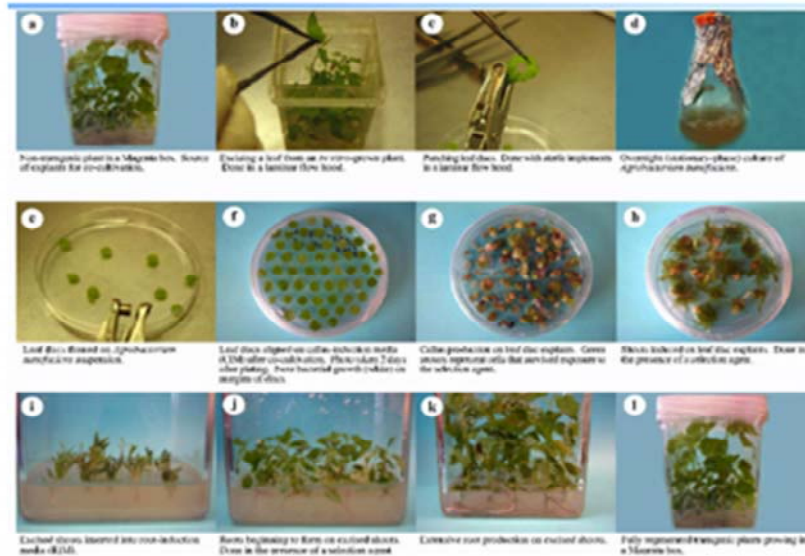 a
b
c
d
Non-transgenic plant in a Magenta box. Source
of explants for co-cultivation.
Excising a leaf from an in vitro-grown plant.
Done in a laminar flow hood.
Punching leaf discs. Done with sterile implements
in a laminar flow hood.
Overnight (stationary-phase) culture of
Agrobacterium tumefaciens.
e
f
g
h
Leaf discs floated on Agrobacterium
tumefaciens suspension.
Leaf discs aligned on callus-induction media
(CIM) after co-cultivation. Photo taken 2 days
after plating. Note bacterial growth (white) on
margins of discs.
Callus production on leaf disc explants. Green
areas represent cells that survived exposure to
the selection agent.
Shoots induced on leaf disc explants. Done in
the presence of a selection agent.
i
j
k
l
Excised shoots inserted into root-induction
media (RIM).
Roots beginning to form on excised shoots.
Done in the presence of a selection agent.
Extensive root production on excised shoots.
Fully regenerated transgenic plants growing in
a Magenta box.